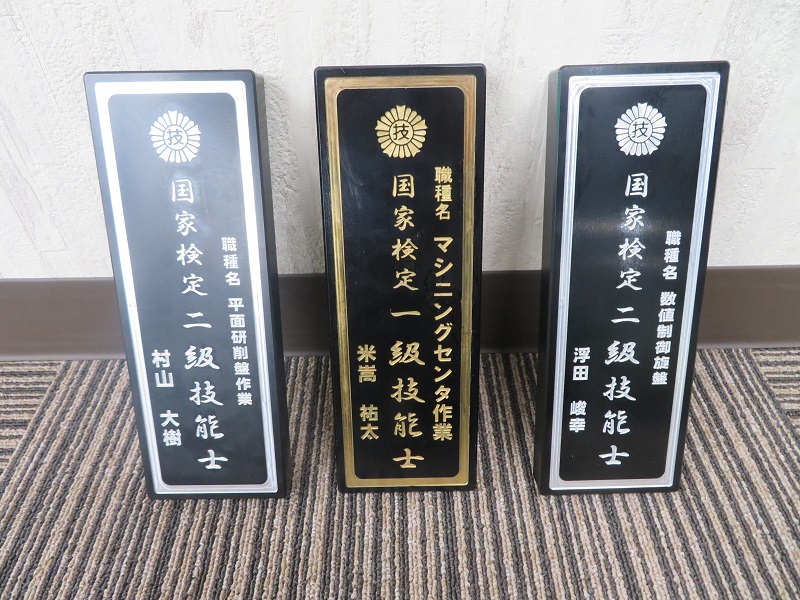 技
職種名 平面研削盤作業
国家検定二級技能士
村山 大樹
技
職種名 マシニングセンタ作業
国家検定一級技能士
米嵩 祐太
技
職種名 数値制御旋盤
国家検定二級技能士
浮田 峻幸